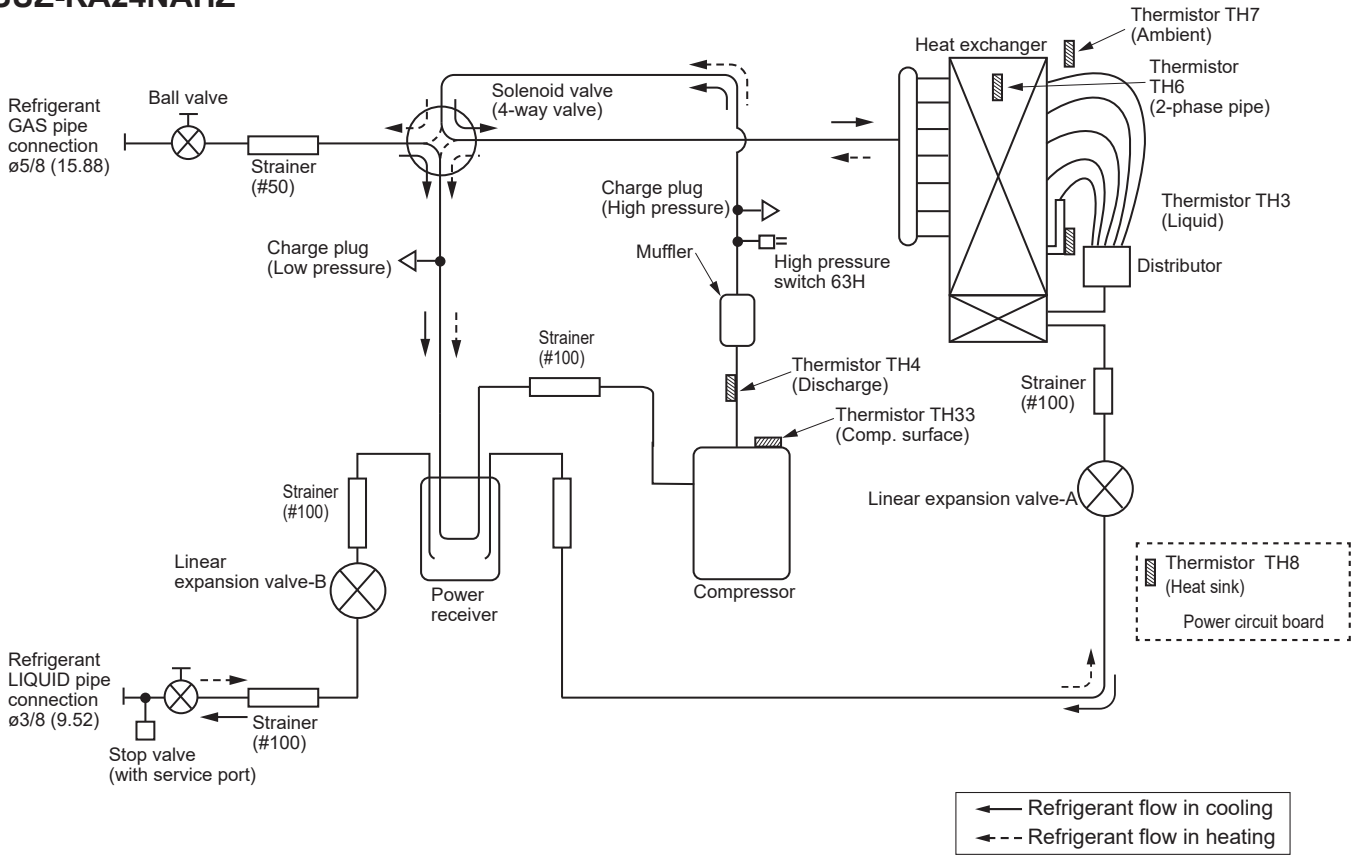 Thermistor TH7
(Ambient)
Heat exchanger
Thermistor
TH6
(2-phase pipe)
Solenoid valve
(4-way valve)
Ball valve
Refrigerant
GAS pipe
connection
ø5/8 (15.88)
Strainer
(#50)
Charge plug
(High pressure)
Thermistor TH3
(Liquid)
Charge plug
(Low pressure)
Muffler
High pressure
switch 63H
Distributor
Strainer
(#100)
Thermistor TH4
(Discharge)
Strainer
(#100)
Thermistor TH33
(Comp. surface)
Strainer
(#100)
Linear expansion valve-A
Linear
expansion valve-B
Power
receiver
Compressor
Thermistor TH8
(Heat sink)
Power circuit board
Refrigerant
LIQUID pipe
connection
ø3/8 (9.52)
Strainer
(#100)
Stop valve
(with service port)
Refrigerant flow in cooling
Refrigerant flow in heating